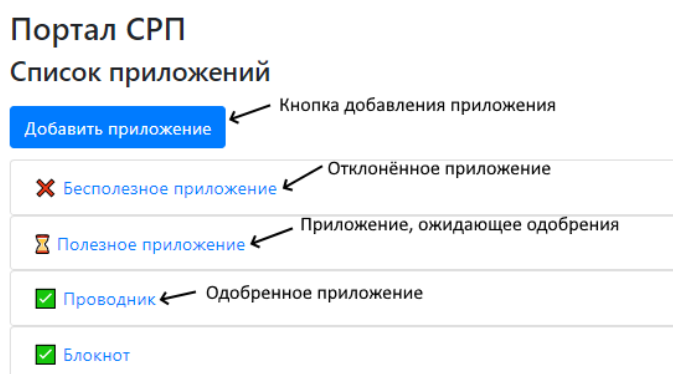 Портал СРП
Список приложений
Кнопка добавления приложения
Добавить приложение
Отклонённое приложение
Бесполезное приложение
Приложение, ожидающее одобрения
Полезное приложение
Проводник
Одобренное приложение
Блокнот